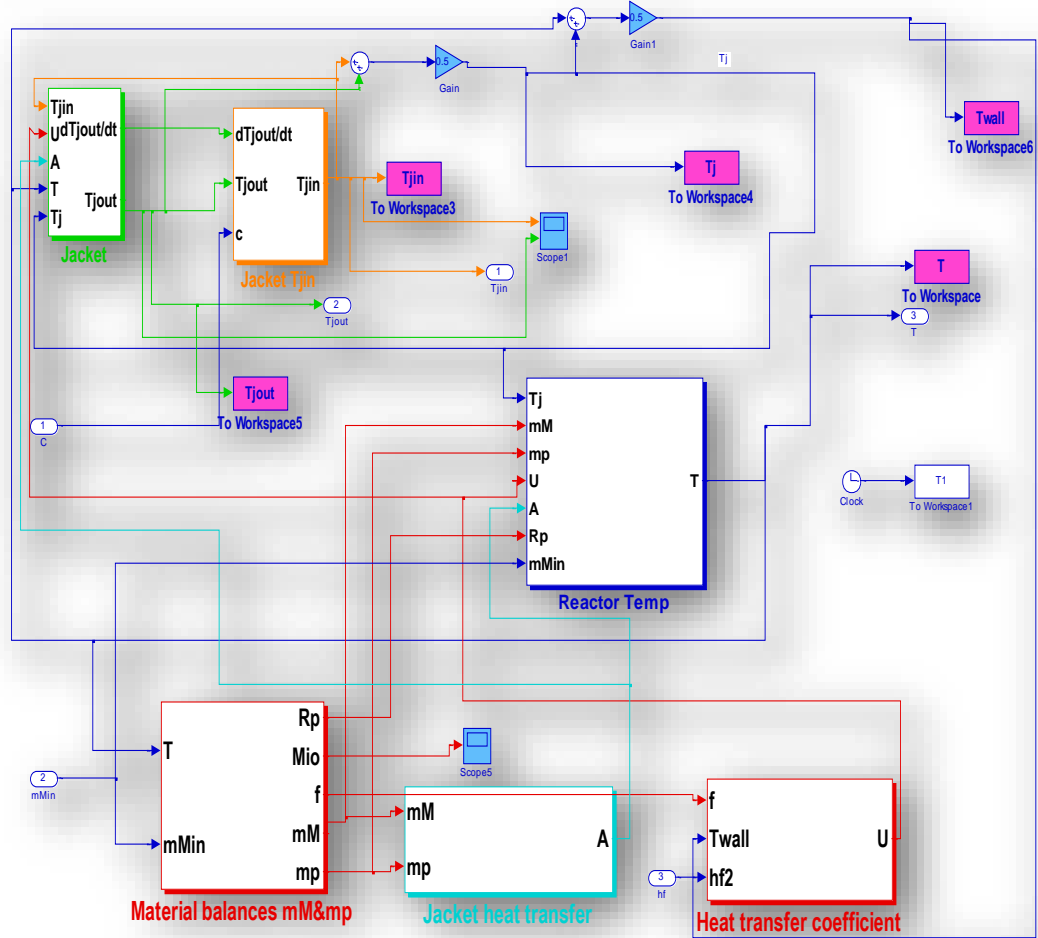 0.5
Gain1
0.5
Gain
Tj
Twall
To Workspace6
Tjin
U
A
T
Tj
dTjout/dt
Tjout
Jacket
dTjout/dt
Tjout
c
Tjin
Jacket Tjin
Tjin
To Workspace3
Tj
To Workspace4
Scope1
1
Tjin
2
Tjout
T
To Workspace
3
T
Tjout
To Workspace5
1
C
Tj
mM
mp
U
A
Rp
mMin
T
Reactor Temp
Clock
T1
To Workspace1
2
mMin
T
mMin
Rp
Mio
f
mM
mp
Material balances mM&mp
Scope5
mM
mp
A
Jacket heat transfer
3
hf
f
Twall
hf2
U
Heat transfer coefficient